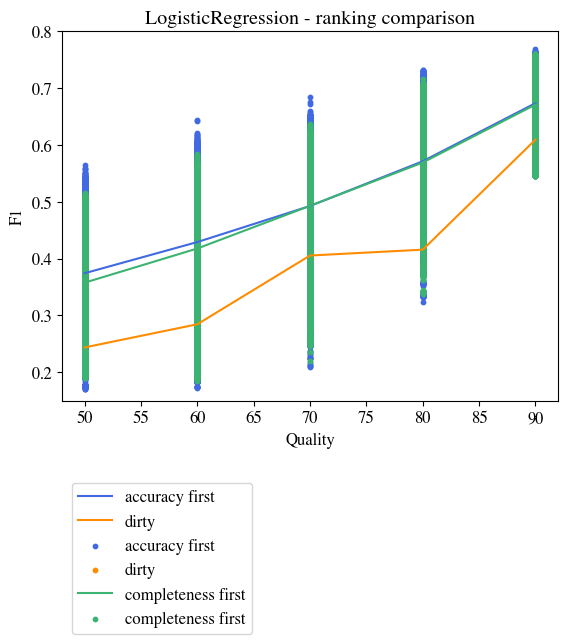 LogisticRegression - ranking comparison
F1
0.8
0.7
0.6
0.5
0.4
0.3
0.2
50 55 60 65 70 75 80 85 90
Quality
accuracy first
dirty
accuracy first
dirty
completeness first
completeness first